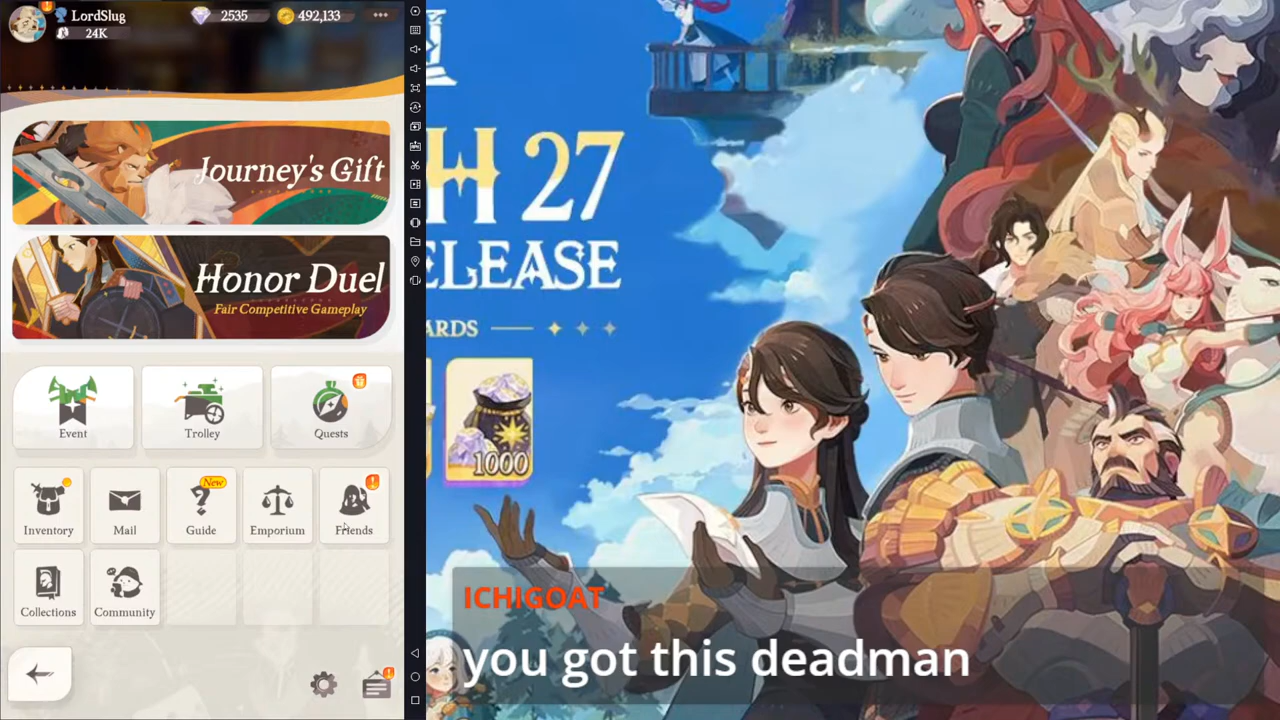 LordSlug
24K
2535
492,133
Journey's Gift
Honor Duel
Fair Competitive Gameplay
Event
Trolley
Quests
Inventory
Mail
New
Guide
Emporium
Friends
Collections
Community
H 27
ELEASE
ARDS
1000
ICHIGOAT
you got this deadman